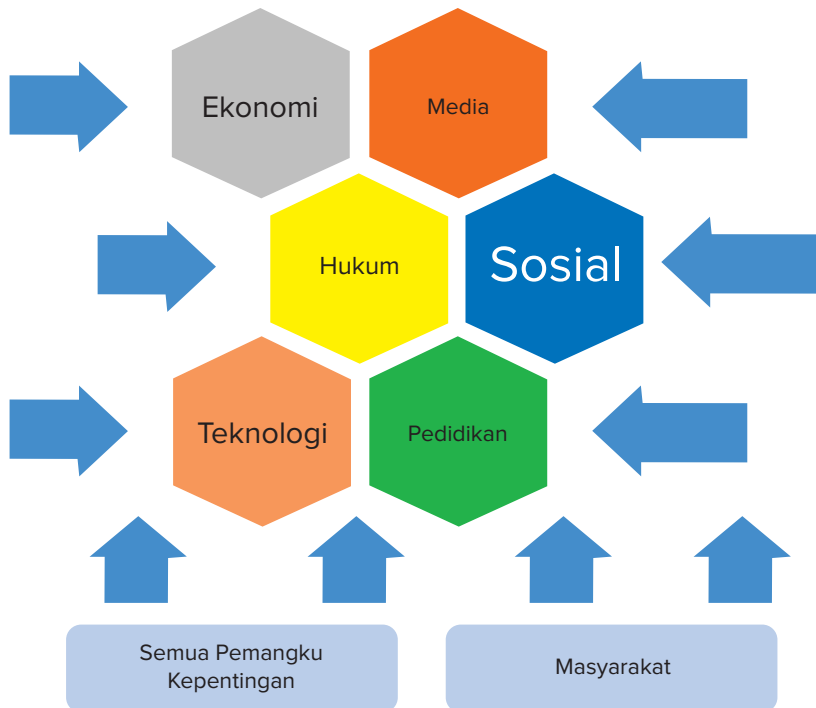 Ekonomi
Media
Hukum
Sosial
Teknologi
Pedidikan
Semua Pemangku
Kepentingan
Masyarakat